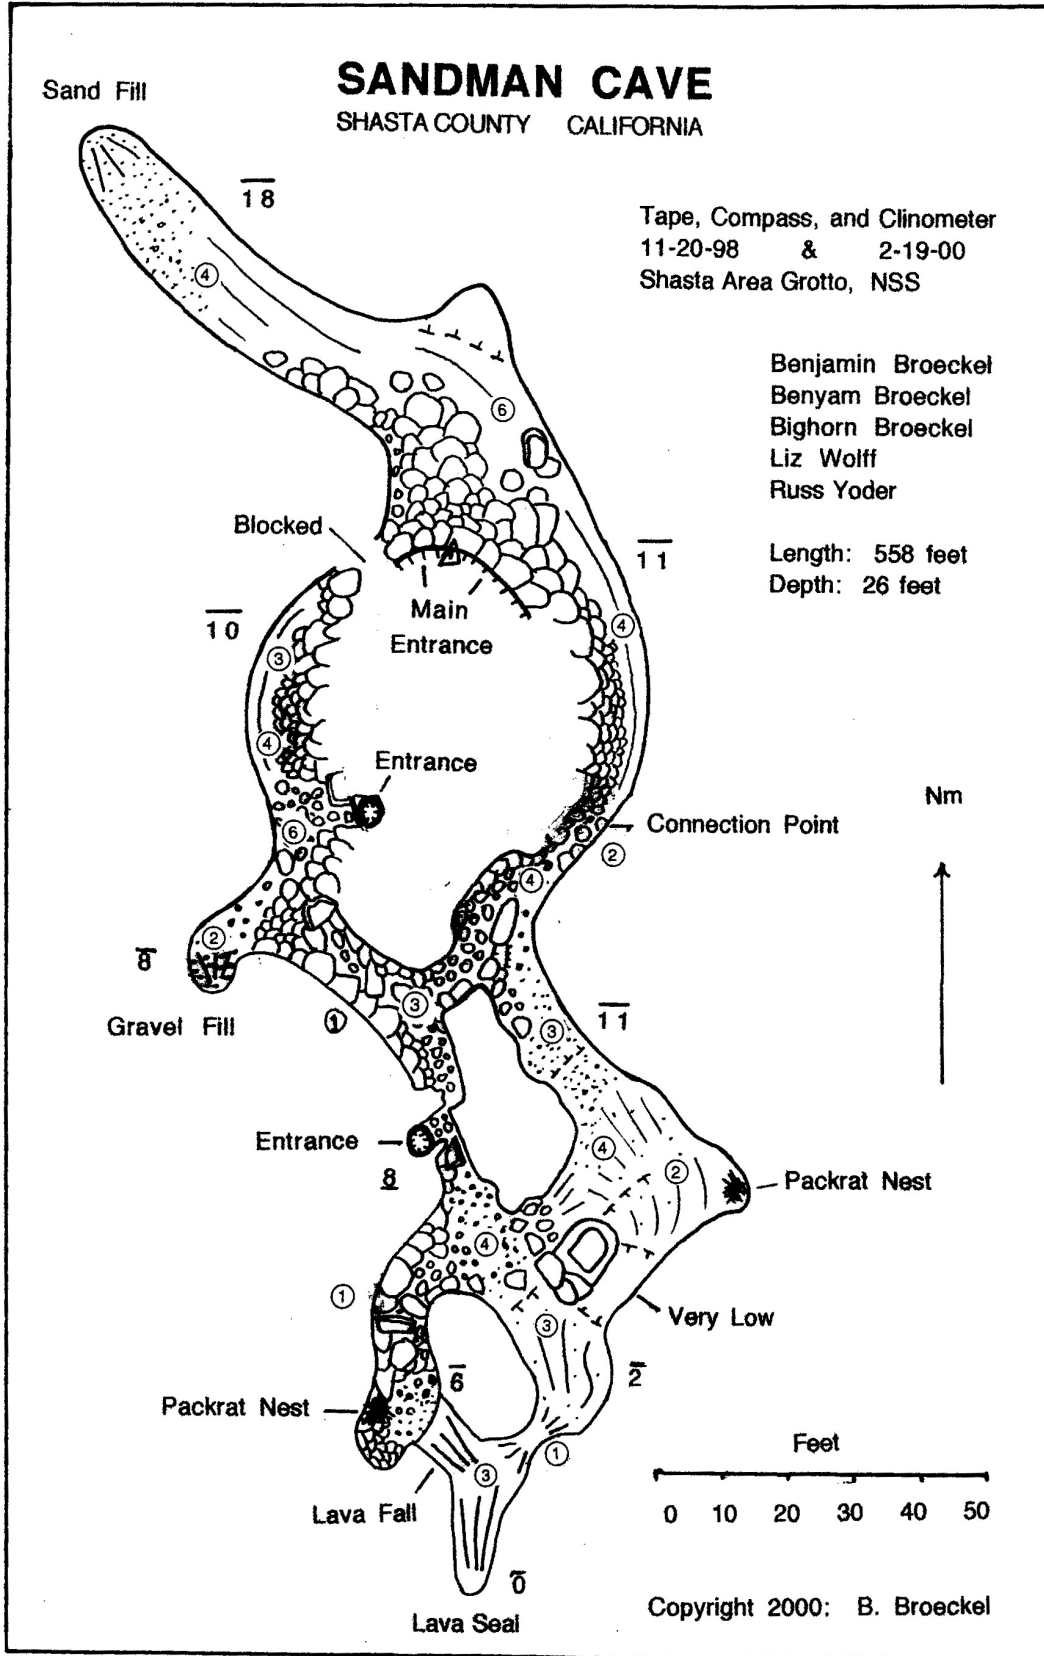 SANDMAN CAVE
SHASTA COUNTY CALIFORNIA
Sand Fill
18
Tape, Compass, and Clinometer
11-20-98 & 2-19-00
Shasta Area Grotto, NSS
4
Benjamin Broeckel
Benyam Broeckel
Bighorn Broeckel
Liz Wolff
Russ Yoder
6
Blocked
11
Length: 558 feet
Depth: 26 feet
Main
Entrance
10
4
3
4
Entrance
Nm
6
Connection Point
2
4
2
8
3
1
Gravel Fill
11
3
Entrance
4
8
2
Packrat Nest
4
1
Very Low
3
6
2
Packrat Nest
Feet
1
3
Lava Fall
0 10 20 30 40 50
0
Lava Seal
Copyright 2000: B. Broeckel